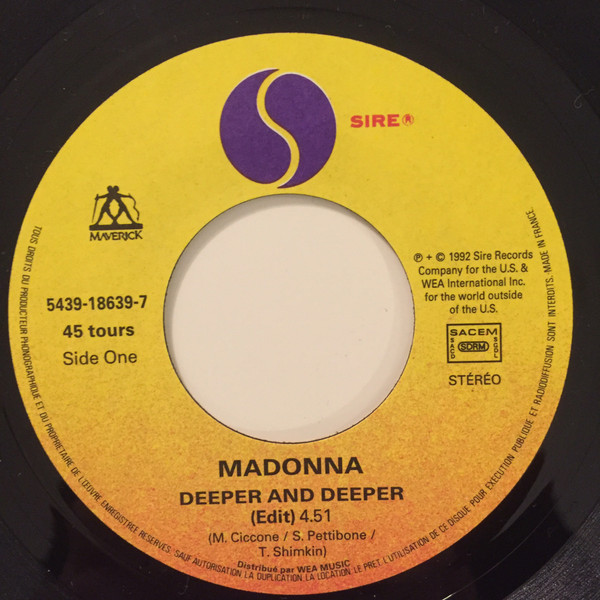 SIRE®
MAVERICK
5439-18639-7
45 tours
Side One
℗ + © 1992 Sire Records
Company for the U.S. &
WEA International Inc.
for the world outside
of the U.S.
SACEM
SACD
SDRM
SGDL
STÉRÉO
MADONNA
DEEPER AND DEEPER
(Edit) 4.51
(M. Ciccone / S. Pettibone /
T. Shimkin)
Distribué par WEA MUSIC
TOUS DROITS DU PRODUCTEUR PHONOGRAPHIQUE ET DU PROPRIETAIRE DE L'ŒUVRE ENREGISTREE RESERVES. SAUF AUTORISATION LA DUPLICATION, LA LOCATION, LE PRET, L'UTILISATION DE CE DISQUE POUR EXECUTION PUBLIQUE ET RADIODIFFUSION SONT INTERDITS. MADE IN FRANCE.